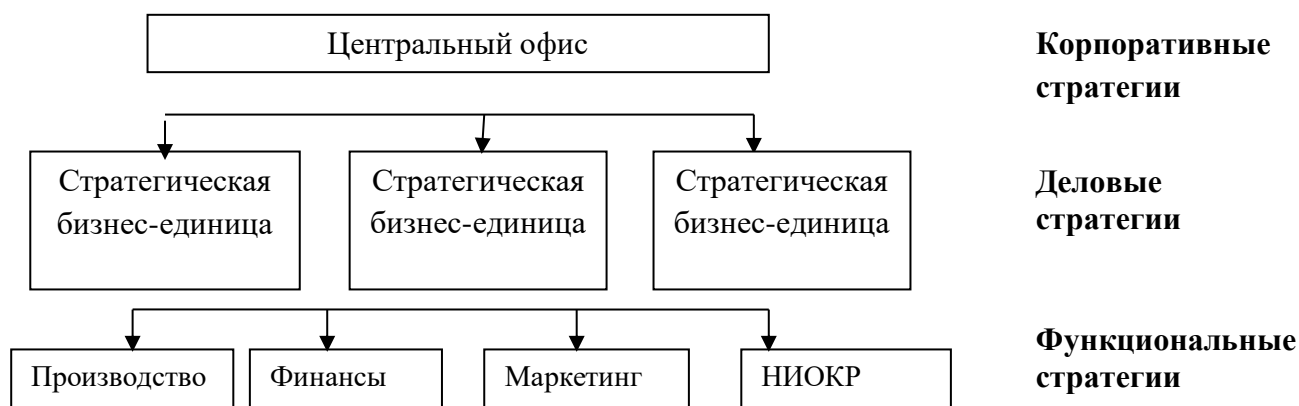 Центральный офис
Корпоративные
стратегии
Стратегическая
бизнес-единица
Стратегическая
бизнес-единица
Стратегическая
бизнес-единица
Деловые
стратегии
Производство
Финансы
Маркетинг
НИОКР
Функциональные
стратегии